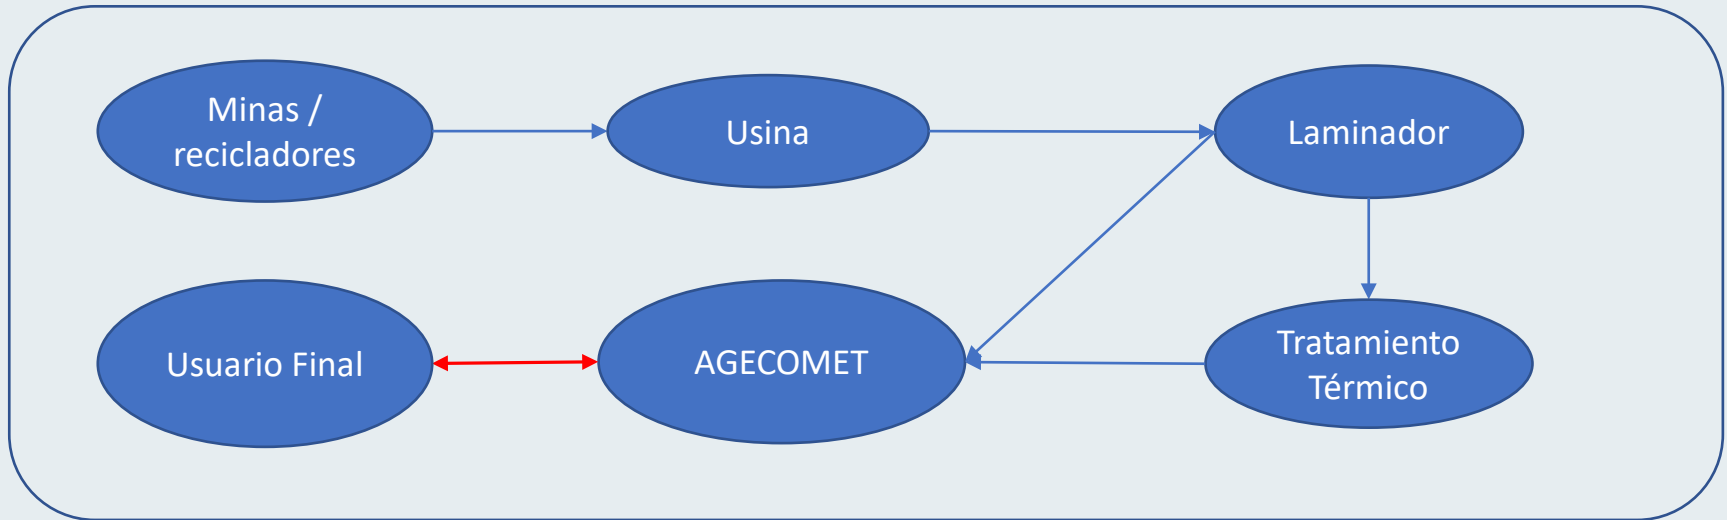 Minas /
recicladores
Usina
Laminador
Usuario Final
AGECOMET
Tratamiento
Térmico